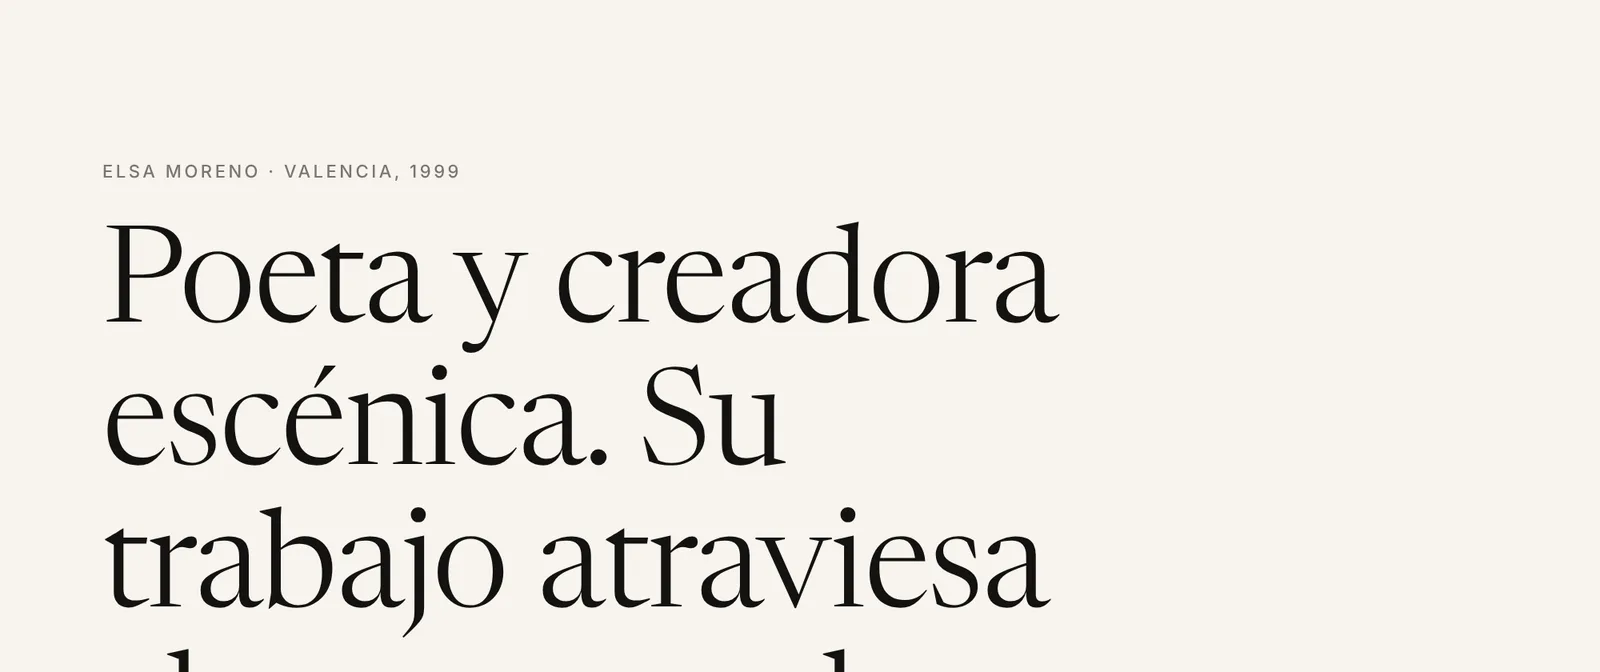 ELSA MORENO · VALENCIA, 1999
Poeta y creadora
escénica. Su
trabajo atraviesa